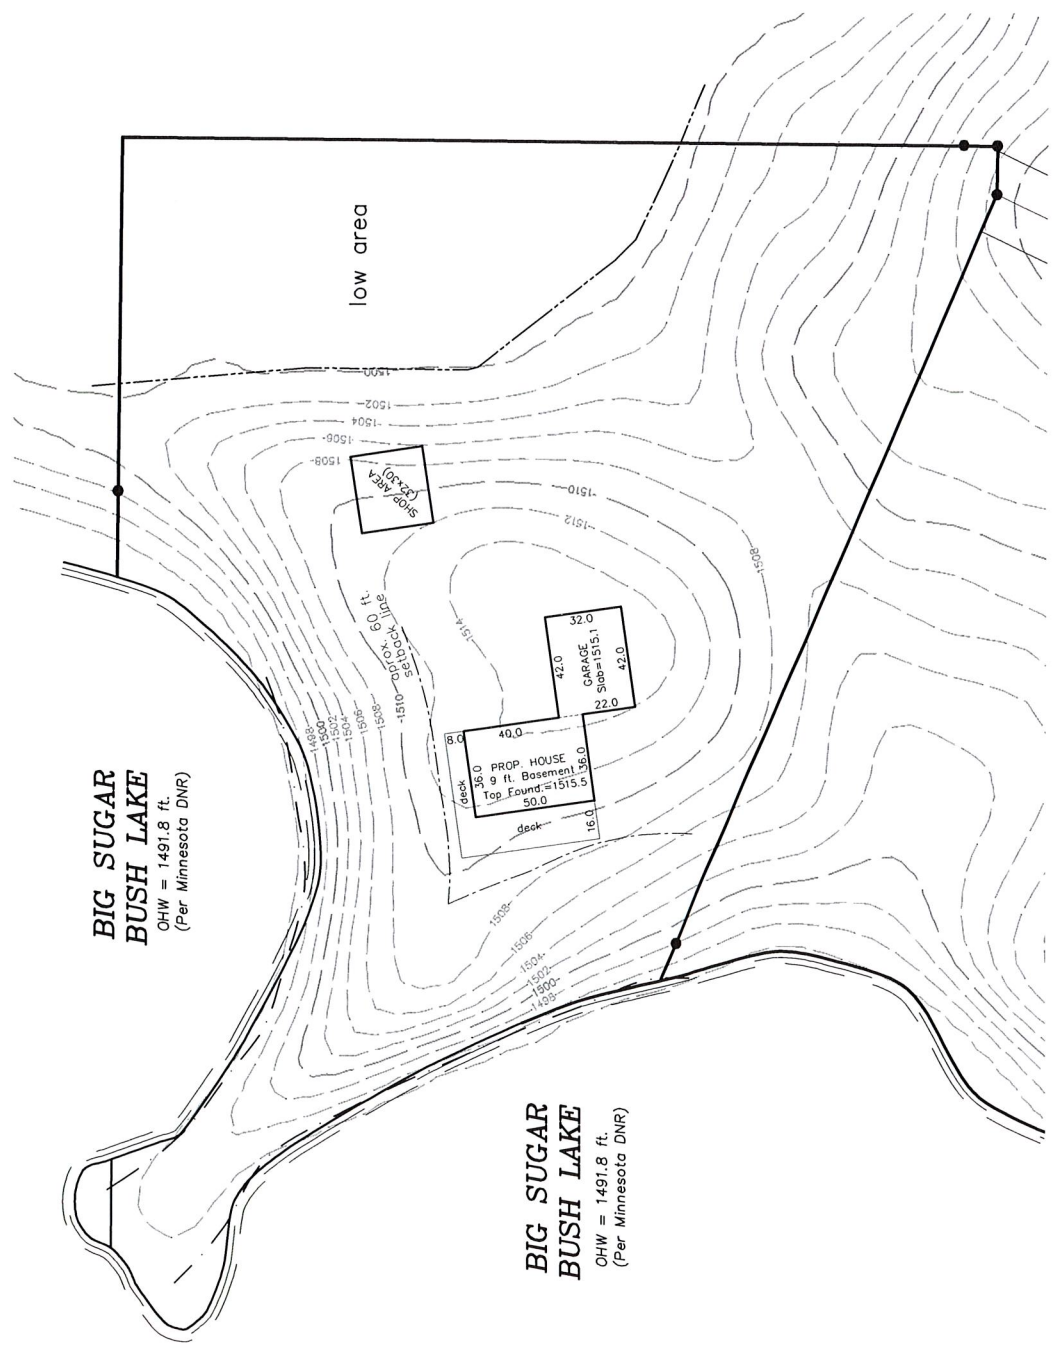 low area
1500
1502
1504
1506
1508
SHOP AREA
(32x30)
1510
1512
1508
aprox. 60 ft.
setback line
1514
32.0
42.0
GARAGE
Slab=1515.1
42.0
22.0
1498
1500
1502
1504
1506
1508
1510
8.0
40.0
36.0
PROP. HOUSE
9 ft. Basement
Top Found.=1515.5
36.0
50.0
deck
deck
16.0
BIG SUGAR
BUSH LAKE
OHW = 1491.8 ft.
(Per Minnesota DNR)
1508
1506
1504
1502
1500
1498
BIG SUGAR
BUSH LAKE
OHW = 1491.8 ft.
(Per Minnesota DNR)